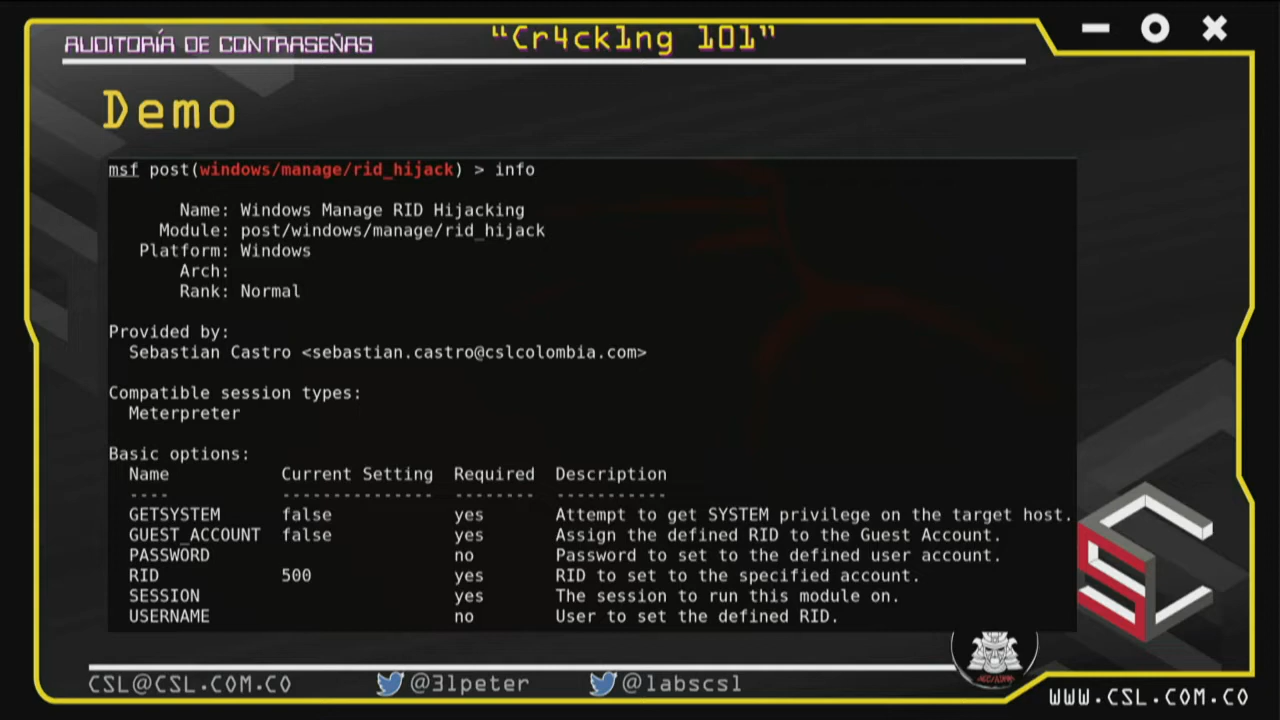 AUDITORÍA DE CONTRASEÑAS
“Cr4ck1ng 101”
Demo
msf post(windows/manage/rid_hijack) > info
Name: Windows Manage RID Hijacking
Module: post/windows/manage/rid_hijack
Platform: Windows
Arch:
Rank: Normal
Provided by:
Sebastian Castro <sebastian.castro@cslcolombia.com>
Compatible session types:
Meterpreter
Basic options:
Name Current Setting Required Description
---- --------------- -------- -----------
GETSYSTEM false yes Attempt to get SYSTEM privilege on the target host.
GUEST_ACCOUNT false yes Assign the defined RID to the Guest Account.
PASSWORD no Password to set to the defined user account.
RID 500 yes RID to set to the specified account.
SESSION yes The session to run this module on.
USERNAME no User to set the defined RID.
CSL@CSL.COM.CO @3lpeter @labscsl
WWW.CSL.COM.CO